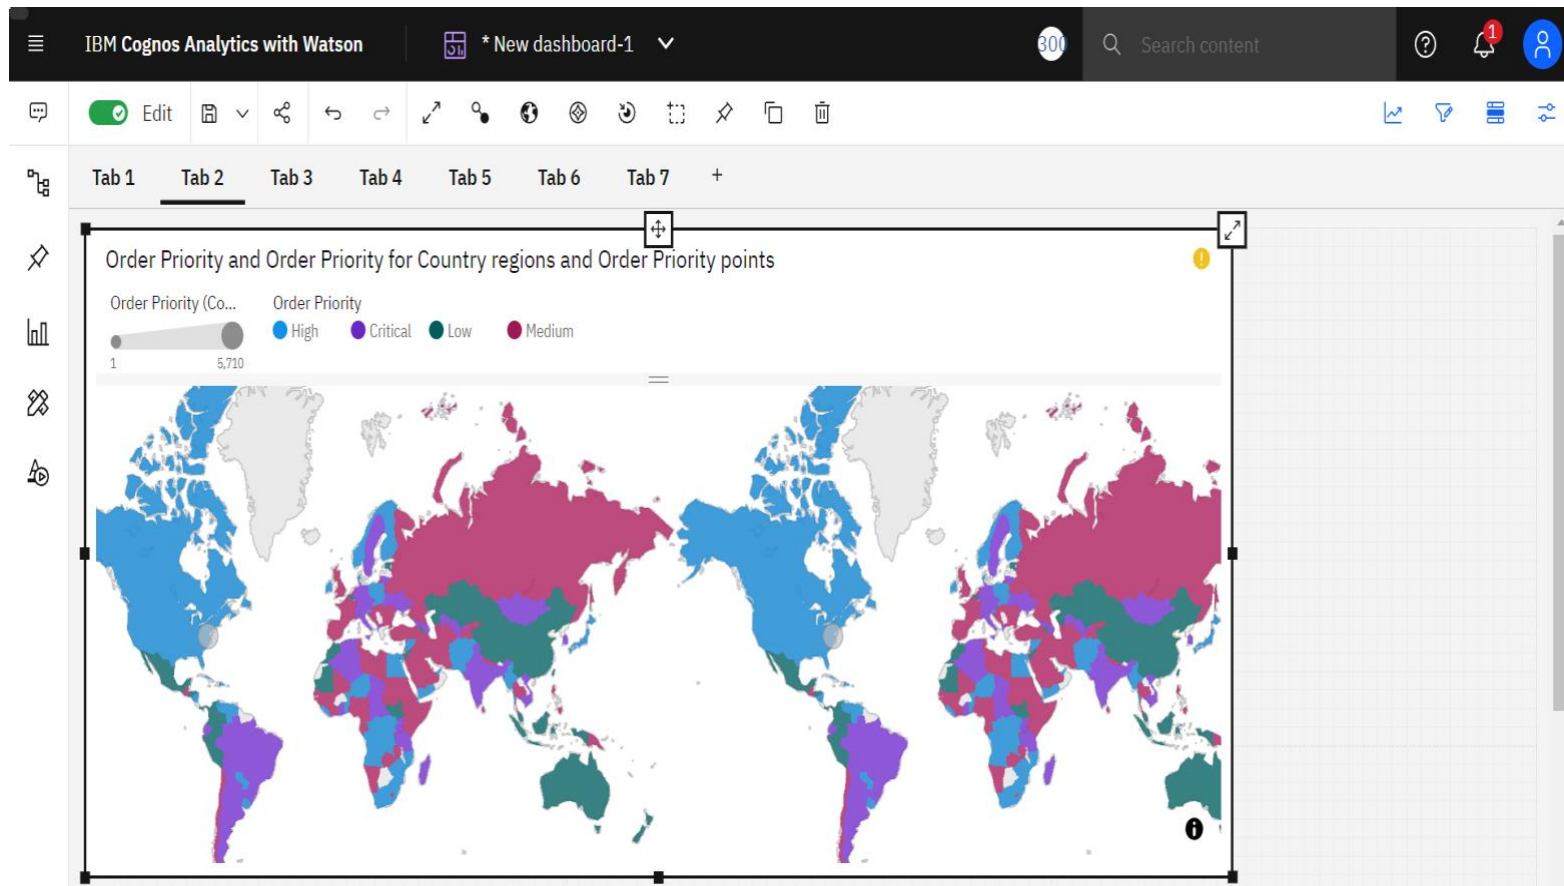 IBM Cognos Analytics with Watson
* New dashboard-1
300
Search content
1
Edit
Tab 1 Tab 2 Tab 3 Tab 4 Tab 5 Tab 6 Tab 7 +
Order Priority and Order Priority for Country regions and Order Priority points
Order Priority (Co... Order Priority
High Critical Low Medium
1 5,710